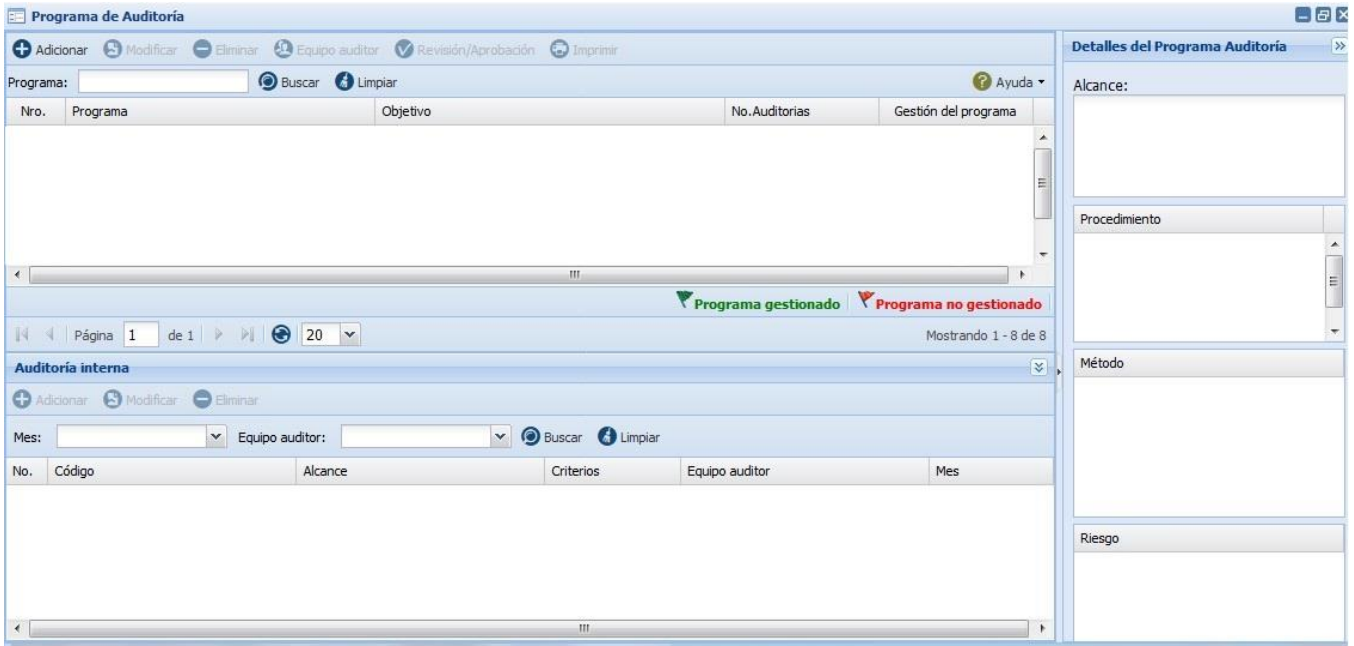 Programa de Auditoría
Adicionar Modificar Eliminar Equipo auditor Revisión/Aprobación Imprimir
Programa: Buscar Limpiar Ayuda
Nro. Programa Objetivo No.Auditorias Gestión del programa
Programa gestionado Programa no gestionado
Página 1 de 1 20 Mostrando 1 - 8 de 8
Auditoría interna
Adicionar Modificar Eliminar
Mes: Equipo auditor: Buscar Limpiar
No. Código Alcance Criterios Equipo auditor Mes
Detalles del Programa Auditoría
Alcance:
Procedimiento
Método
Riesgo